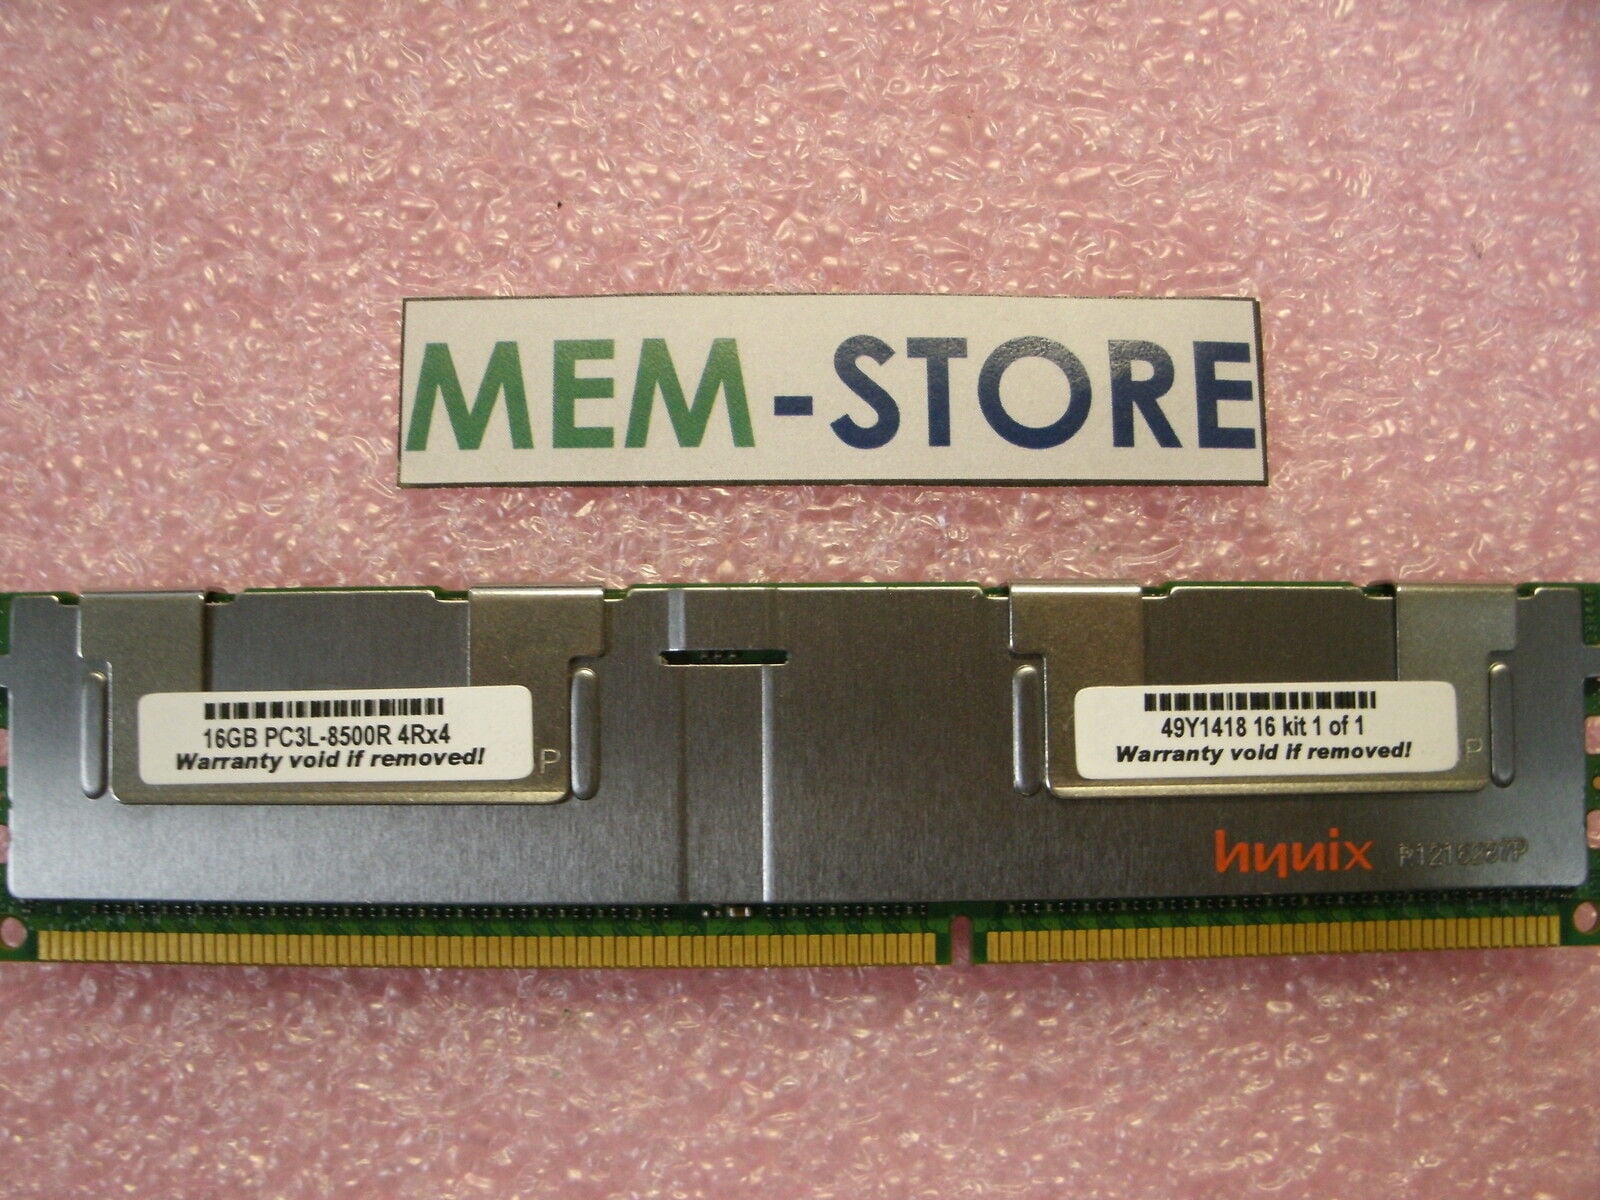 MEM-STORE
16GB PC3L-8500R 4Rx4
Warranty void if removed!
P
49Y1418 16 kit 1 of 1
Warranty void if removed!
P
hynix